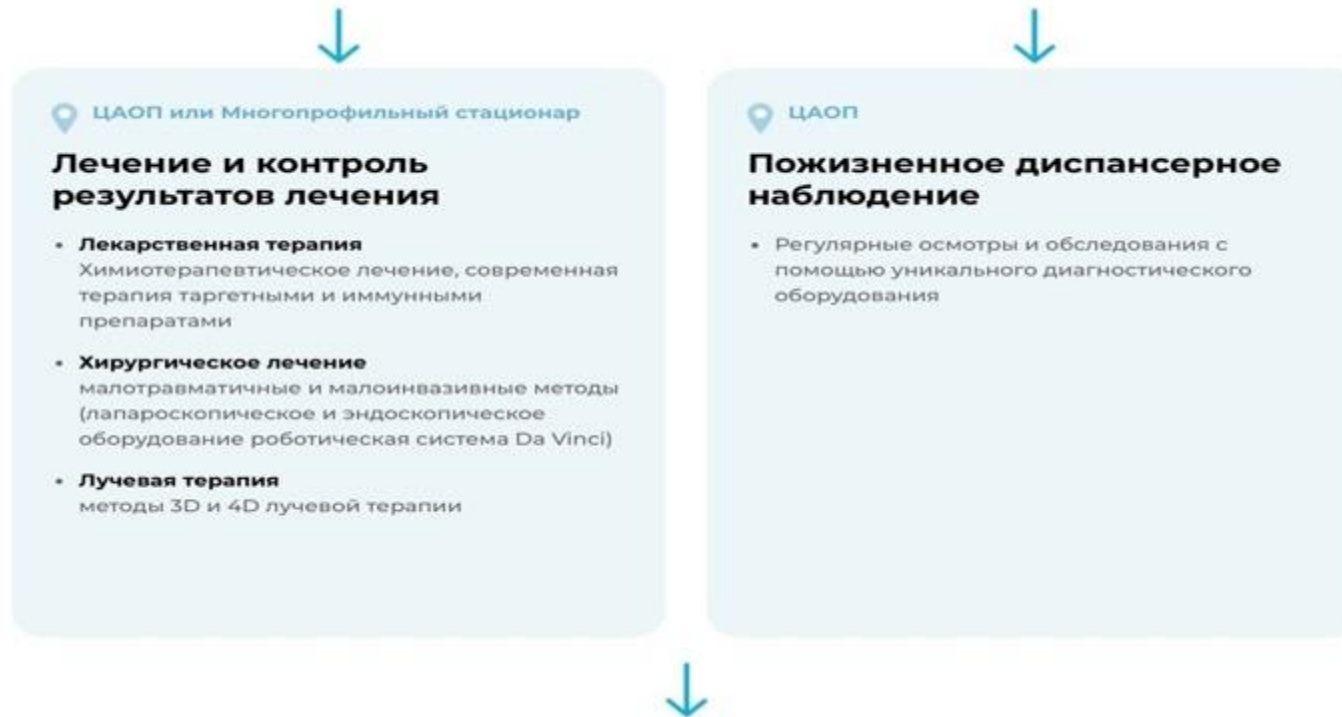 ЦАОП или Многопрофильный стационар
Лечение и контроль
результатов лечения
• Лекарственная терапия
Химиотерапевтическое лечение, современная
терапия таргетными и иммунными
препаратами
• Хирургическое лечение
малотравматичные и малоинвазивные методы
(лапароскопическое и эндоскопическое
оборудование роботическая система Da Vinci)
• Лучевая терапия
методы 3D и 4D лучевой терапии
ЦАОП
Пожизненное диспансерное
наблюдение
• Регулярные осмотры и обследования с
помощью уникального диагностического
оборудования